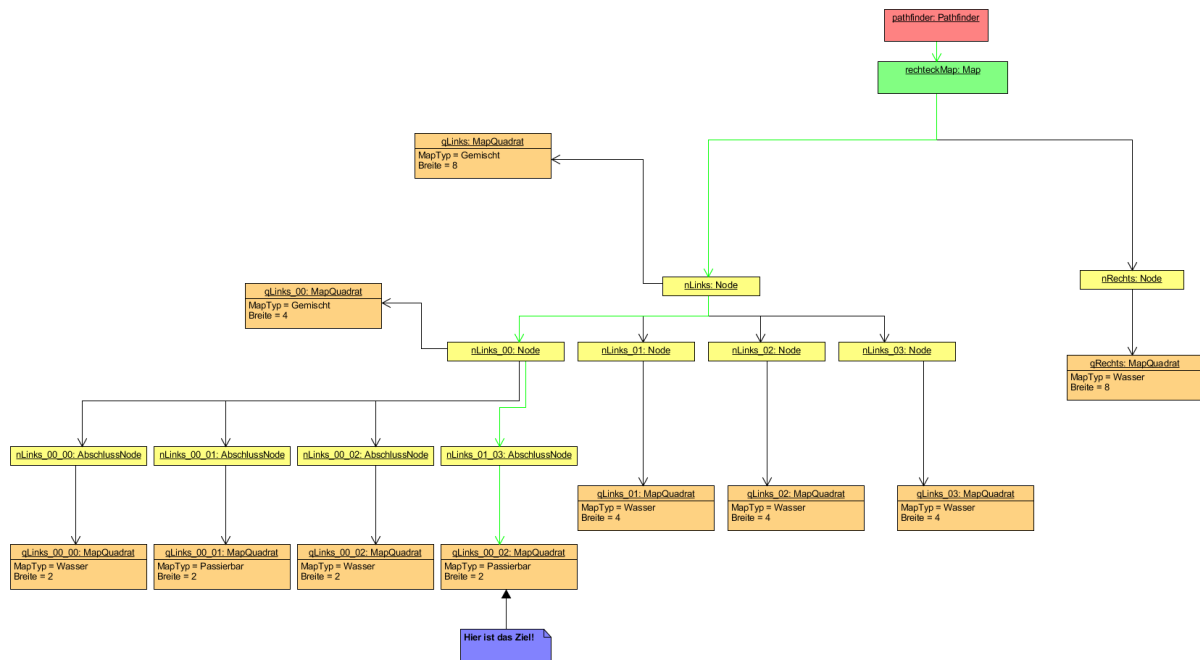 pathfinder: Pathfinder
rechteckMap: Map
qLinks: MapQuadrat
MapTyp = Gemischt
Breite = 8
nLinks: Node
nRechts: Node
qLinks_00: MapQuadrat
MapTyp = Gemischt
Breite = 4
nLinks_00: Node
nLinks_01: Node
nLinks_02: Node
nLinks_03: Node
qRechts: MapQuadrat
MapTyp = Wasser
Breite = 8
nLinks_00_00: AbschlussNode
nLinks_00_01: AbschlussNode
nLinks_00_02: AbschlussNode
nLinks_01_03: AbschlussNode
qLinks_01: MapQuadrat
MapTyp = Wasser
Breite = 4
qLinks_02: MapQuadrat
MapTyp = Wasser
Breite = 4
qLinks_03: MapQuadrat
MapTyp = Wasser
Breite = 4
qLinks_00_00: MapQuadrat
MapTyp = Wasser
Breite = 2
qLinks_00_01: MapQuadrat
MapTyp = Passierbar
Breite = 2
qLinks_00_02: MapQuadrat
MapTyp = Wasser
Breite = 2
qLinks_00_02: MapQuadrat
MapTyp = Passierbar
Breite = 2
Hier ist das Ziel!